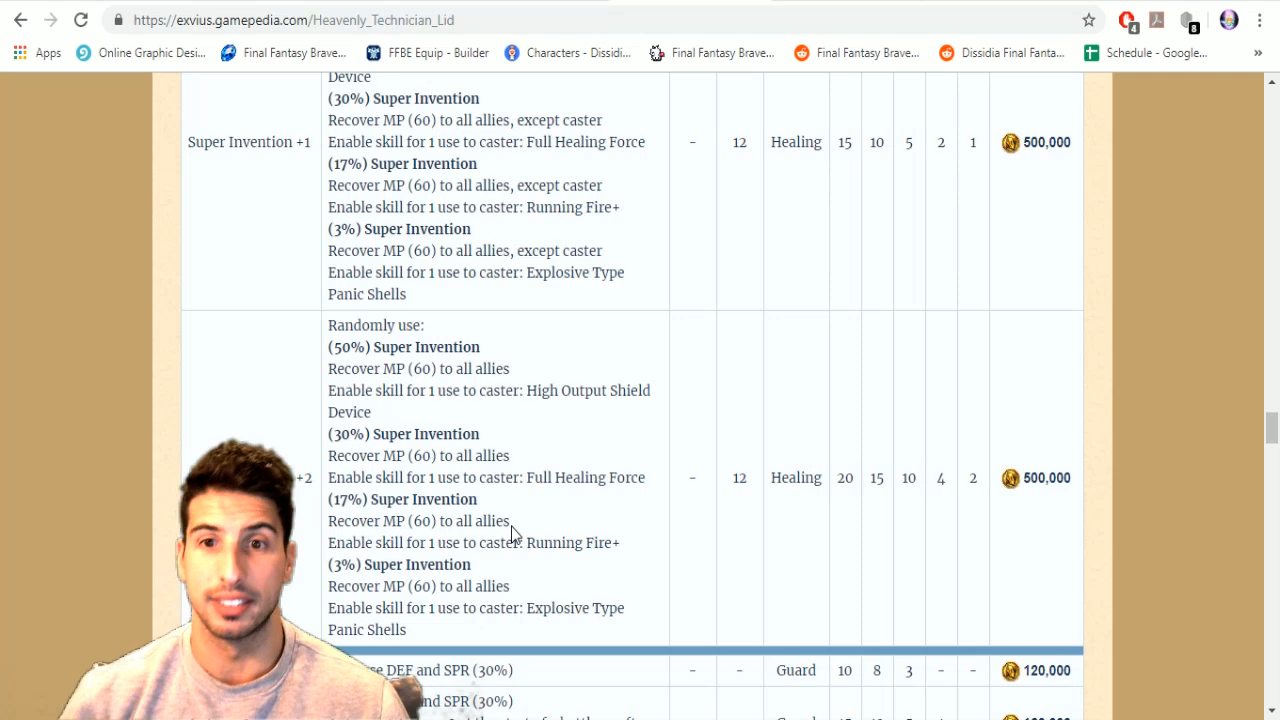 https://exvius.gamepedia.com/Heavenly_Technician_Lid
4
8
Apps
Online Graphic Desi...
Final Fantasy Brave...
FFBE Equip - Builder
Characters - Dissidi...
Final Fantasy Brave...
Final Fantasy Brave...
Dissidia Final Fanta...
Schedule - Google...
»
Device
(30%) Super Invention
Recover MP (60) to all allies, except caster
Super Invention +1
Enable skill for 1 use to caster: Full Healing Force
- 12 Healing 15 10 5 2 1 500,000
(17%) Super Invention
Recover MP (60) to all allies, except caster
Enable skill for 1 use to caster: Running Fire+
(3%) Super Invention
Recover MP (60) to all allies, except caster
Enable skill for 1 use to caster: Explosive Type
Panic Shells
Randomly use:
(50%) Super Invention
Recover MP (60) to all allies
Enable skill for 1 use to caster: High Output Shield
Device
(30%) Super Invention
Recover MP (60) to all allies
+2
Enable skill for 1 use to caster: Full Healing Force
- 12 Healing 20 15 10 4 2 500,000
(17%) Super Invention
Recover MP (60) to all allies
Enable skill for 1 use to caster: Running Fire+
(3%) Super Invention
Recover MP (60) to all allies
Enable skill for 1 use to caster: Explosive Type
Panic Shells
DEF and SPR (30%) - - Guard 10 8 3 - - 120,000
and SPR (30%)